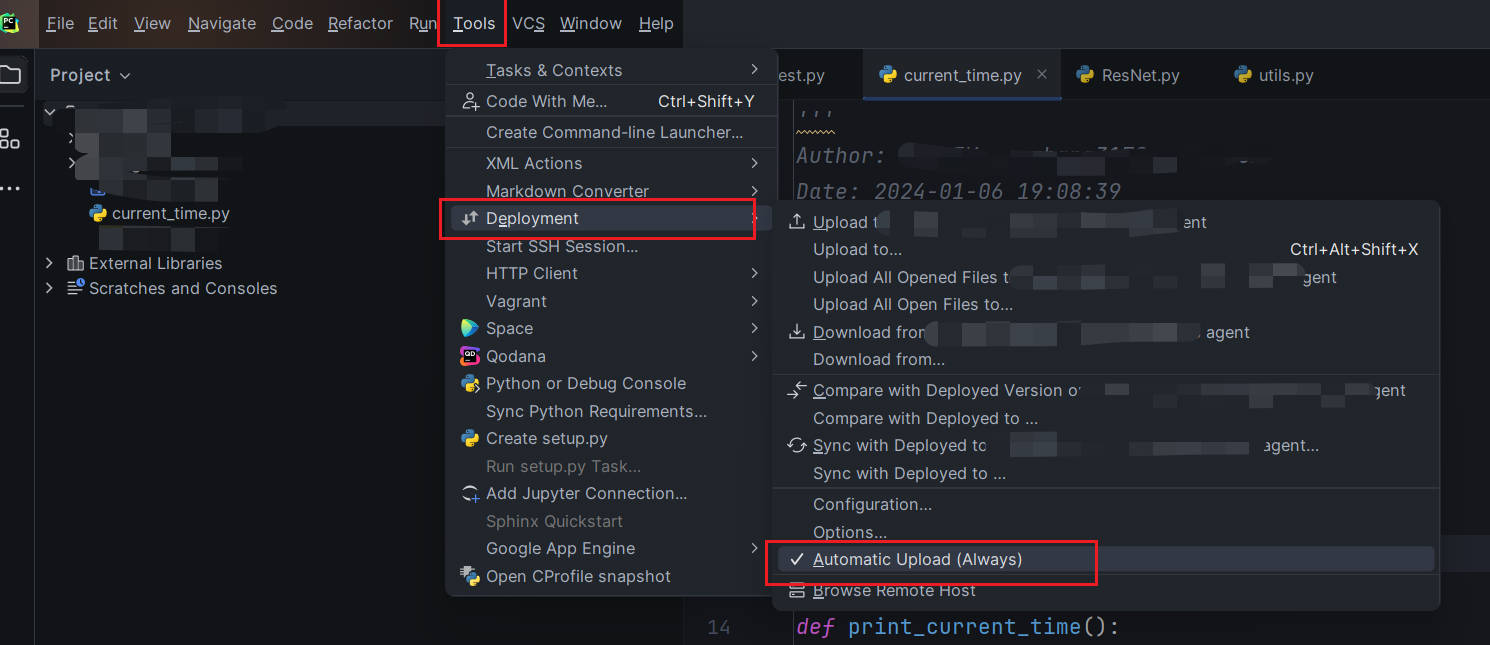 PC
File Edit View Navigate Code Refactor Run Tools VCS Window Help
Project
current_time.py
External Libraries
Scratches and Consoles
Tasks & Contexts
Code With Me... Ctrl+Shift+Y
Create Command-line Launcher...
XML Actions
Markdown Converter
Deployment
Start SSH Session...
HTTP Client
Vagrant
Space
QD Qodana
Python or Debug Console
Sync Python Requirements...
Create setup.py
Run setup.py Task...
Add Jupyter Connection...
Sphinx Quickstart
Google App Engine
Open CProfile snapshot
est.py current_time.py ResNet.py utils.py
'''
Author:
Date: 2024-01-06 19:08:39
Upload t ent
Upload to... Ctrl+Alt+Shift+X
Upload All Opened Files t gent
Upload All Open Files to...
Download from agent
Download from...
Compare with Deployed Version o gent
Compare with Deployed to ...
Sync with Deployed to agent...
Sync with Deployed to ...
Configuration...
Options...
Automatic Upload (Always)
Browse Remote Host
14 def print_current_time():